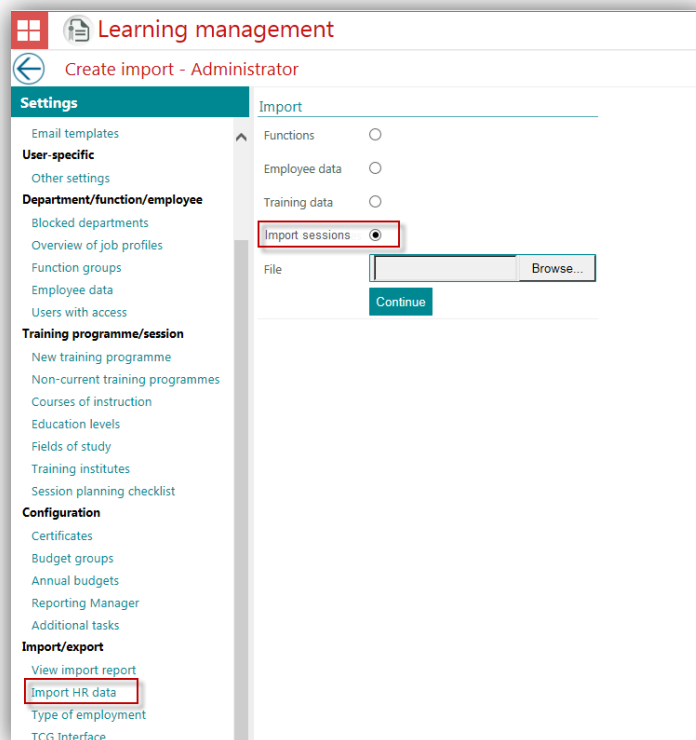 Learning management
Create import - Administrator
Settings
Email templates
User-specific
Other settings
Department/function/employee
Blocked departments
Overview of job profiles
Function groups
Employee data
Users with access
Training programme/session
New training programme
Non-current training programmes
Courses of instruction
Education levels
Fields of study
Training institutes
Session planning checklist
Configuration
Certificates
Budget groups
Annual budgets
Reporting Manager
Additional tasks
Import/export
View import report
Import HR data
Type of employment
TCG Interface
Import
Functions
Employee data
Training data
Import sessions
File
Browse...
Continue